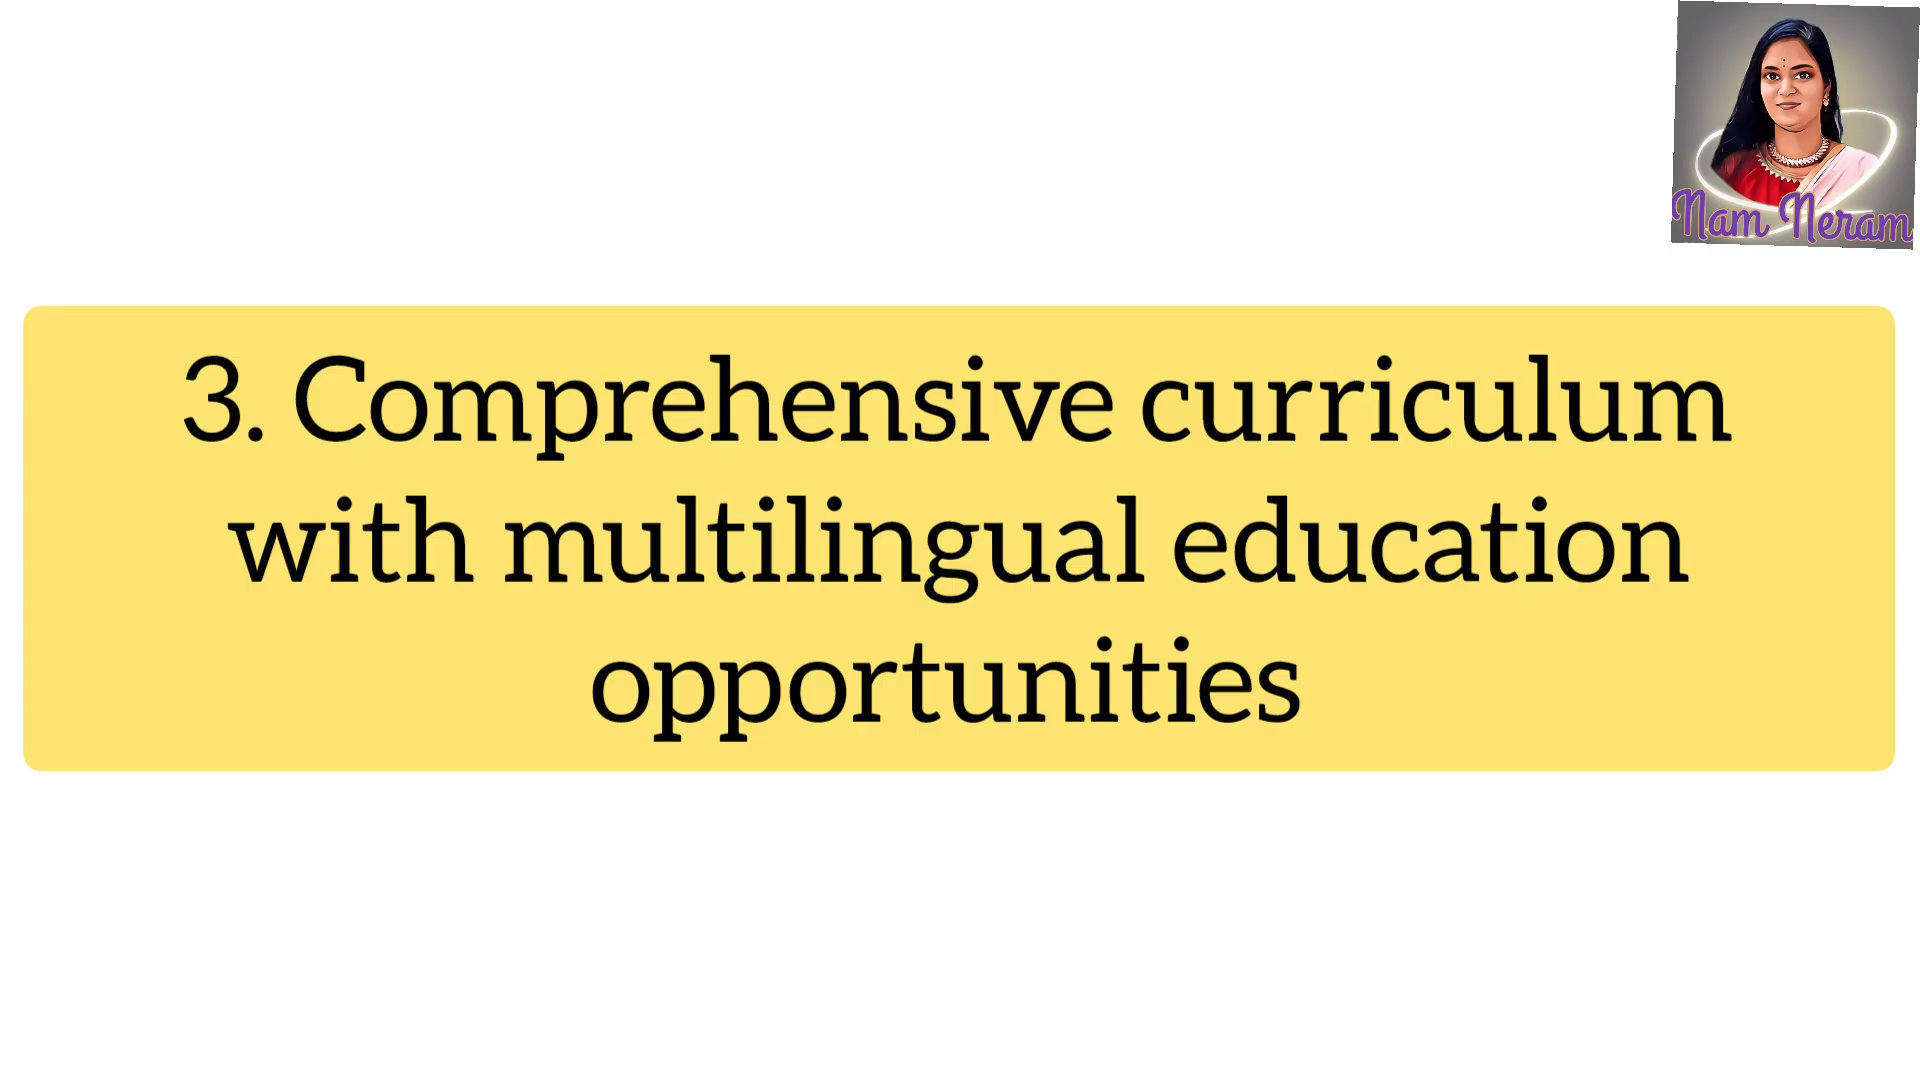 Nam Neram
3. Comprehensive curriculum
with multilingual education
opportunities